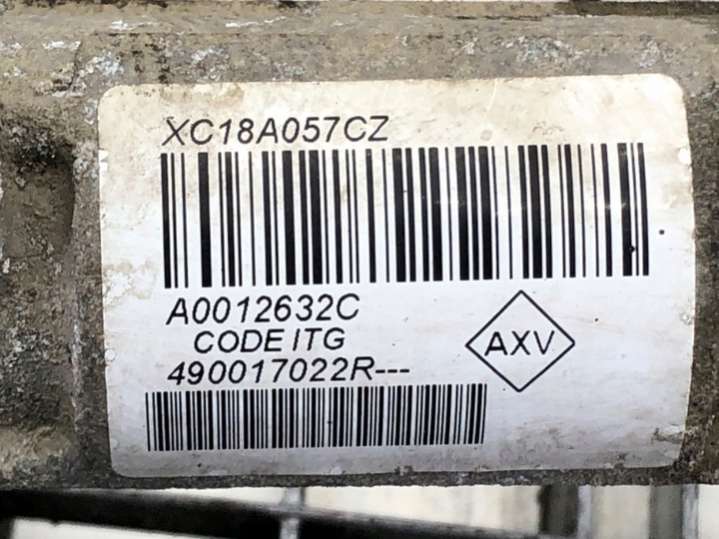 XC18A057CZ
A0012632C
CODE ITG
490017022R---
AXV